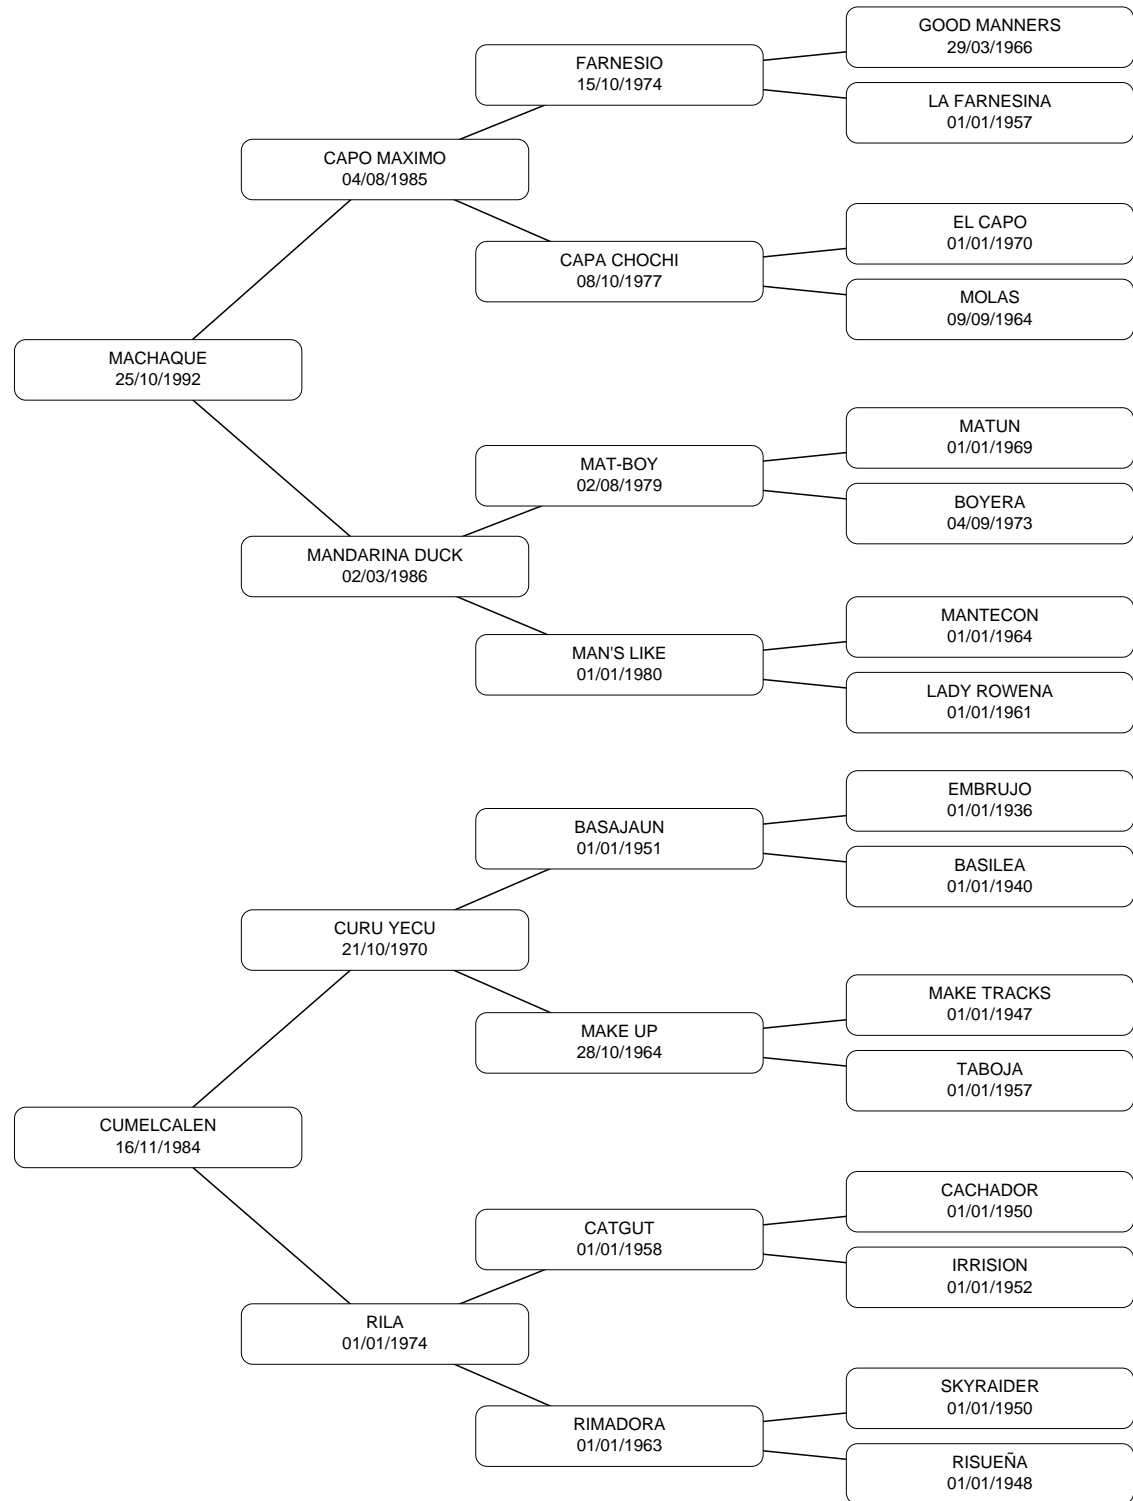 GOOD MANNERS
29/03/1966
FARNESIO
15/10/1974
LA FARNESINA
01/01/1957
CAPO MAXIMO
04/08/1985
EL CAPO
01/01/1970
CAPA CHOCHI
08/10/1977
MOLAS
09/09/1964
MACHAQUE
25/10/1992
MATUN
01/01/1969
MAT-BOY
02/08/1979
BOYERA
04/09/1973
MANDARINA DUCK
02/03/1986
MANTECON
01/01/1964
MAN'S LIKE
01/01/1980
LADY ROWENA
01/01/1961
EMBRUJO
01/01/1936
BASAJAUN
01/01/1951
BASILEA
01/01/1940
CURU YECU
21/10/1970
MAKE TRACKS
01/01/1947
MAKE UP
28/10/1964
TABOJA
01/01/1957
CUMELCALEN
16/11/1984
CACHADOR
01/01/1950
CATGUT
01/01/1958
IRRISION
01/01/1952
RILA
01/01/1974
SKYRAIDER
01/01/1950
RIMADORA
01/01/1963
RISUEÑA
01/01/1948